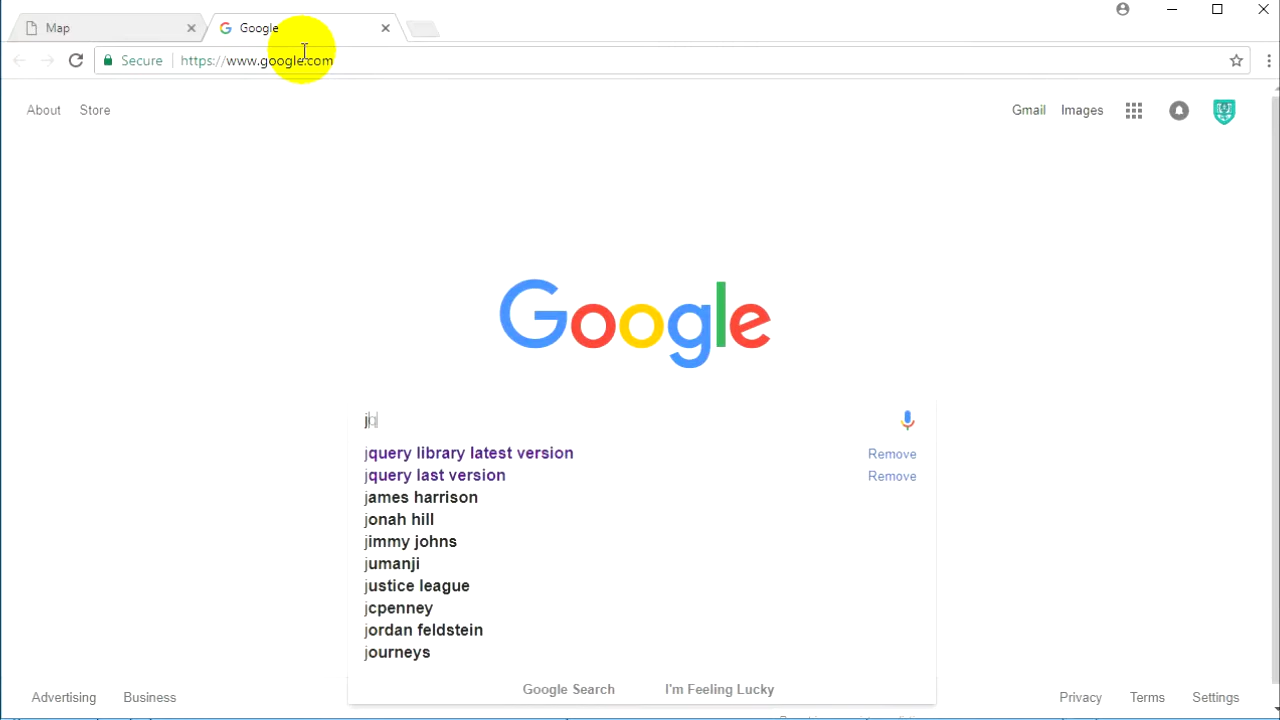 Map
Google
Secure
https://www.google.com
About
Store
Gmail
Images
Google
jq
jquery library latest version
Remove
jquery last version
Remove
james harrison
jonah hill
jimmy johns
jumanji
justice league
jcpenney
jordan feldstein
journeys
Google Search
I'm Feeling Lucky
Advertising
Business
Privacy
Terms
Settings